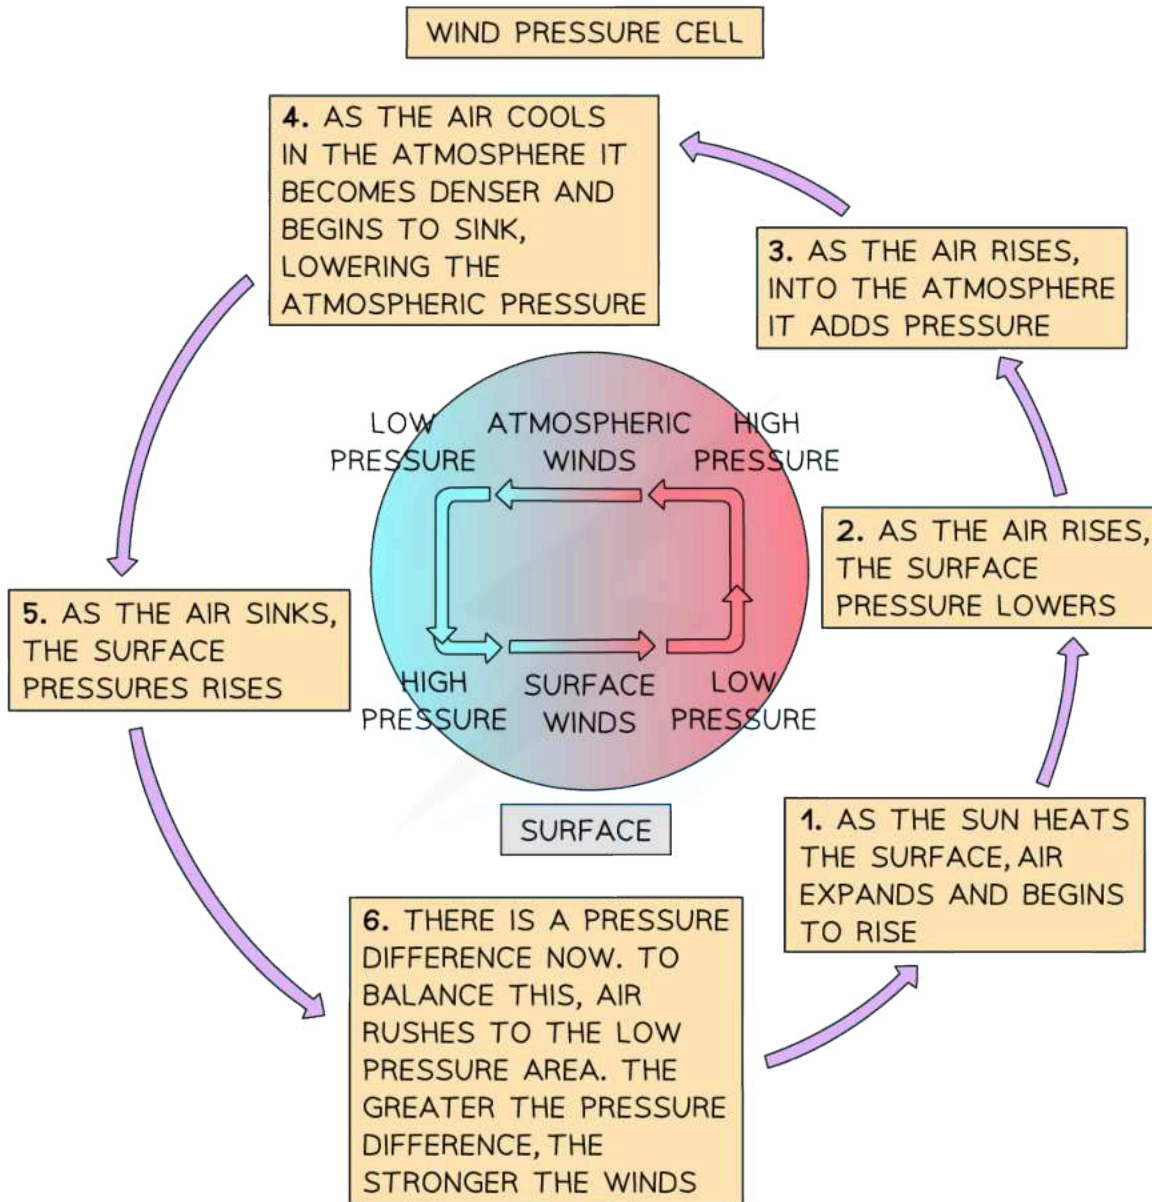 WIND PRESSURE CELL
4. AS THE AIR COOLS
IN THE ATMOSPHERE IT
BECOMES DENSER AND
BEGINS TO SINK,
LOWERING THE
ATMOSPHERIC PRESSURE
3. AS THE AIR RISES,
INTO THE ATMOSPHERE
IT ADDS PRESSURE
LOW
PRESSURE
ATMOSPHERIC
WINDS
HIGH
PRESSURE
2. AS THE AIR RISES,
THE SURFACE
PRESSURE LOWERS
5. AS THE AIR SINKS,
THE SURFACE
PRESSURES RISES
HIGH
PRESSURE
SURFACE
WINDS
LOW
PRESSURE
SURFACE
1. AS THE SUN HEATS
THE SURFACE, AIR
EXPANDS AND BEGINS
TO RISE
6. THERE IS A PRESSURE
DIFFERENCE NOW. TO
BALANCE THIS, AIR
RUSHES TO THE LOW
PRESSURE AREA. THE
GREATER THE PRESSURE
DIFFERENCE, THE
STRONGER THE WINDS